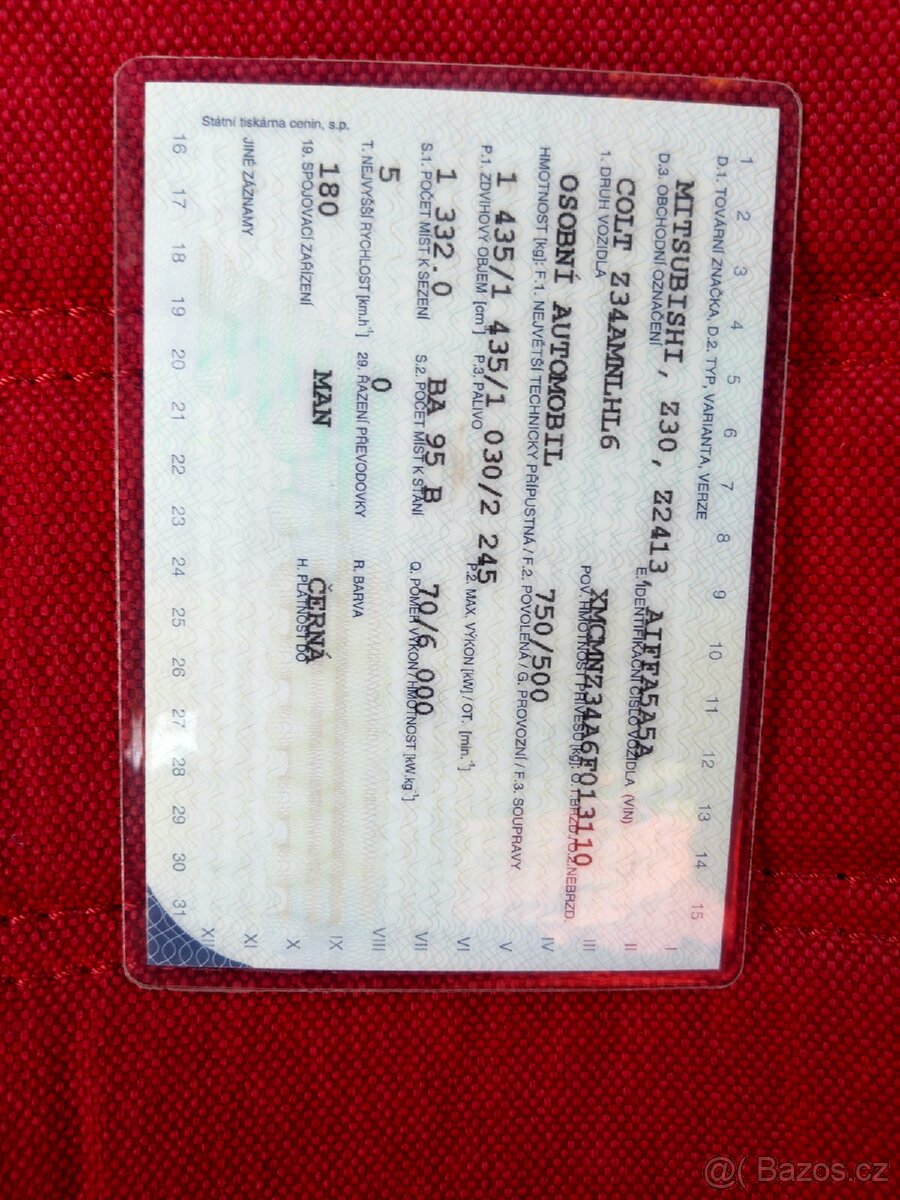 1 2 3 4 5 6 7 8 9 10 11 12 13 14 15
D.1. TOVÁRNÍ ZNAČKA, D.2. TYP, VARIANTA, VERZE
MITSUBISHI, Z30, Z2413 AIFFA5A5A
D.3. OBCHODNÍ OZNAČENÍ E. IDENTIFIKAČNÍ ČÍSLO VOZIDLA (VIN)
COLT Z34AMNLHL6 XMCMNZ34A6F013110
1. DRUH VOZIDLA POV. HMOTNOST PŘÍVĚSU [kg]: O.1.BRZD./O.2.NEBRZD.
OSOBNÍ AUTOMOBIL 750/500
HMOTNOST [kg]: F.1. NEJVĚTŠÍ TECHNICKY PŘÍPUSTNÁ / F.2. POVOLENÁ / G. PROVOZNÍ / F.3. SOUPRAVY
1 435/1 435/1 030/2 245
P.1. ZDVIHOVÝ OBJEM [cm³] P.3. PALIVO P.2. MAX. VÝKON [kW] / OT. [min.⁻¹]
1 332.0 BA 95 B 70/6 000
S.1. POČET MÍST K SEZENÍ S.2. POČET MÍST K STÁNÍ Q. POMĚR VÝKON / HMOTNOST [kW.kg⁻¹]
5 0
T. NEJVYŠŠÍ RYCHLOST [km.h⁻¹] 29. ŘAZENÍ PŘEVODOVKY R. BARVA
180 MAN ČERNÁ
19. SPOJOVACÍ ZAŘÍZENÍ H. PLATNOST DO
JINÉ ZÁZNAMY
Státní tiskárna cenin, s.p.
16 17 18 19 20 21 22 23 24 25 26 27 28 29 30 31
I
II
III
IV
V
VI
VII
VIII
IX
X
XI
XII
@( Bazos.cz